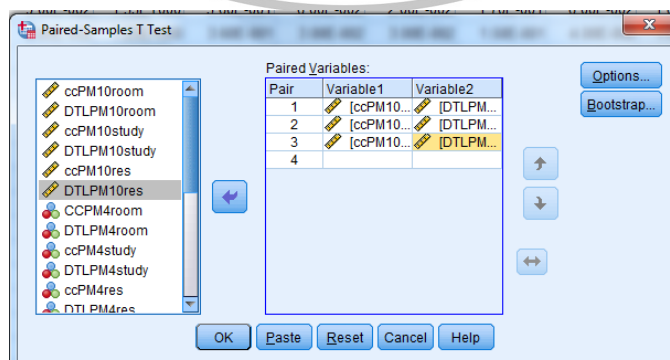 Paired-Samples T Test
ccPM10room
DTLPM10room
ccPM10study
DTLPM10study
ccPM10res
DTLPM10res
CCPM4room
DTLPM4room
ccPM4study
DTLPM4study
ccPM4res
DTLPM4res
Paired Variables:
Pair Variable1 Variable2
1 [ccPM10... [DTLPM...
2 [ccPM10... [DTLPM...
3 [ccPM10... [DTLPM...
4
Options...
Bootstrap...
OK Paste Reset Cancel Help